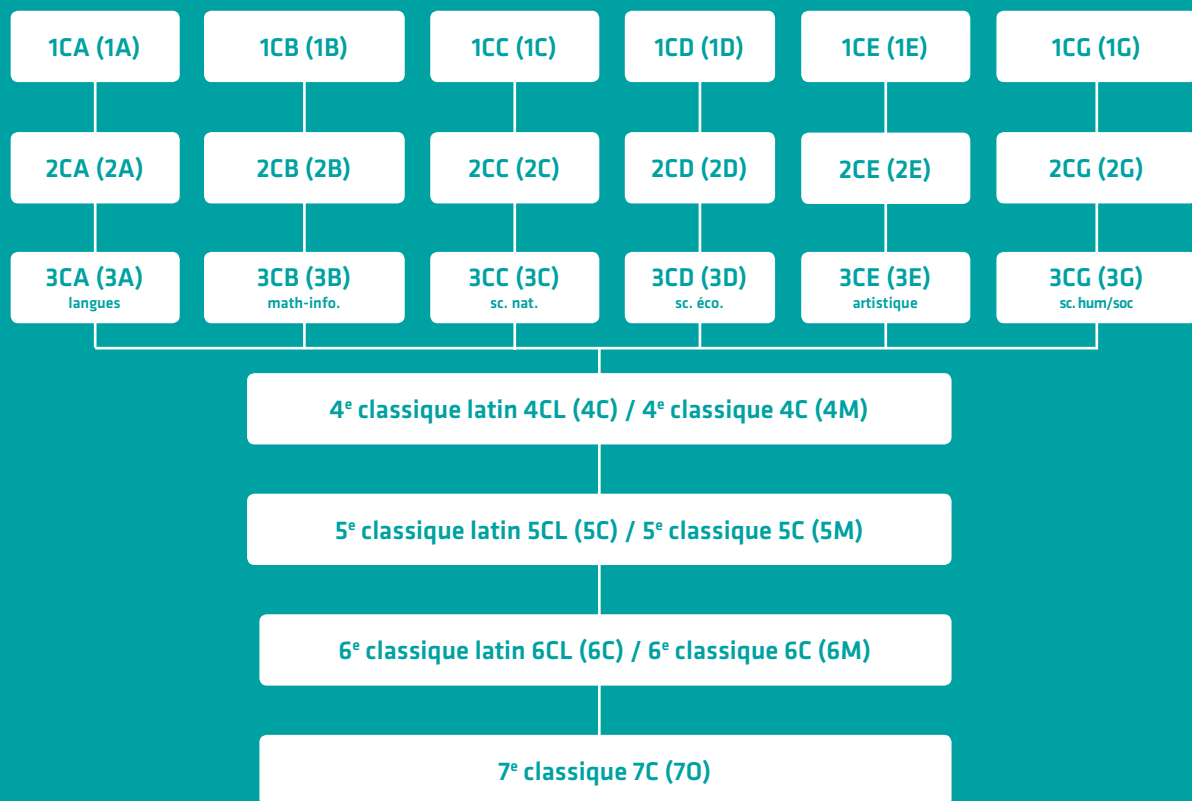 1CA (1A)
1CB (1B)
1CC (1C)
1CD (1D)
1CE (1E)
1CG (1G)
2CA (2A)
2CB (2B)
2CC (2C)
2CD (2D)
2CE (2E)
2CG (2G)
3CA (3A)
langues
3CB (3B)
math-info.
3CC (3C)
sc. nat.
3CD (3D)
sc. éco.
3CE (3E)
artistique
3CG (3G)
sc. hum/soc
4e classique latin 4CL (4C) / 4e classique 4C (4M)
5e classique latin 5CL (5C) / 5e classique 5C (5M)
6e classique latin 6CL (6C) / 6e classique 6C (6M)
7e classique 7C (7O)